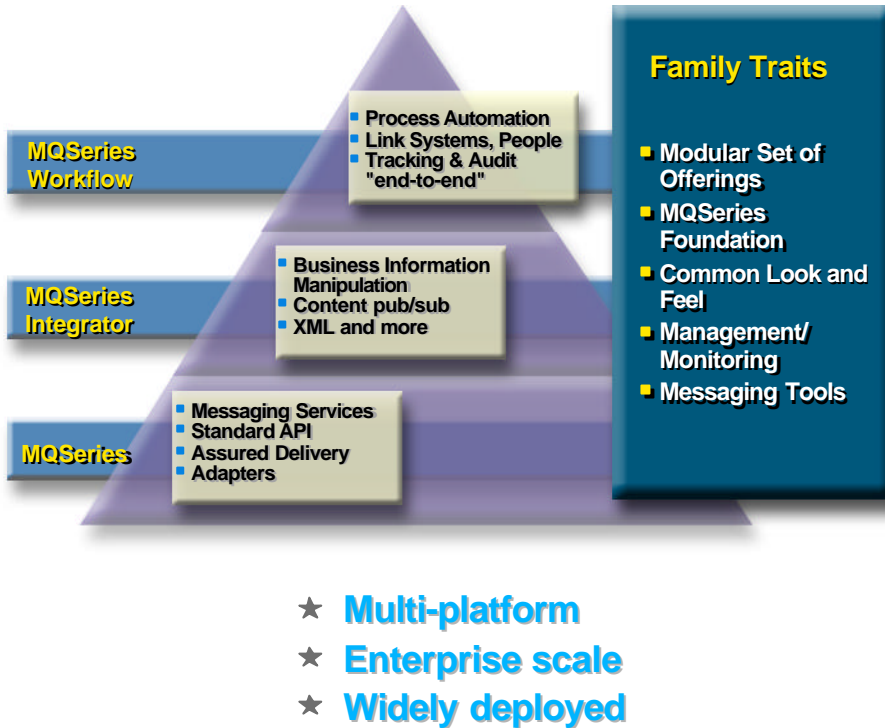 MQSeries
Workflow
Process Automation
Link Systems, People
Tracking & Audit
"end-to-end"
MQSeries
Integrator
Business Information
Manipulation
Content pub/sub
XML and more
MQSeries
Messaging Services
Standard API
Assured Delivery
Adapters
Family Traits
Modular Set of
Offerings
MQSeries
Foundation
Common Look and
Feel
Management/
Monitoring
Messaging Tools
Multi-platform
Enterprise scale
Widely deployed